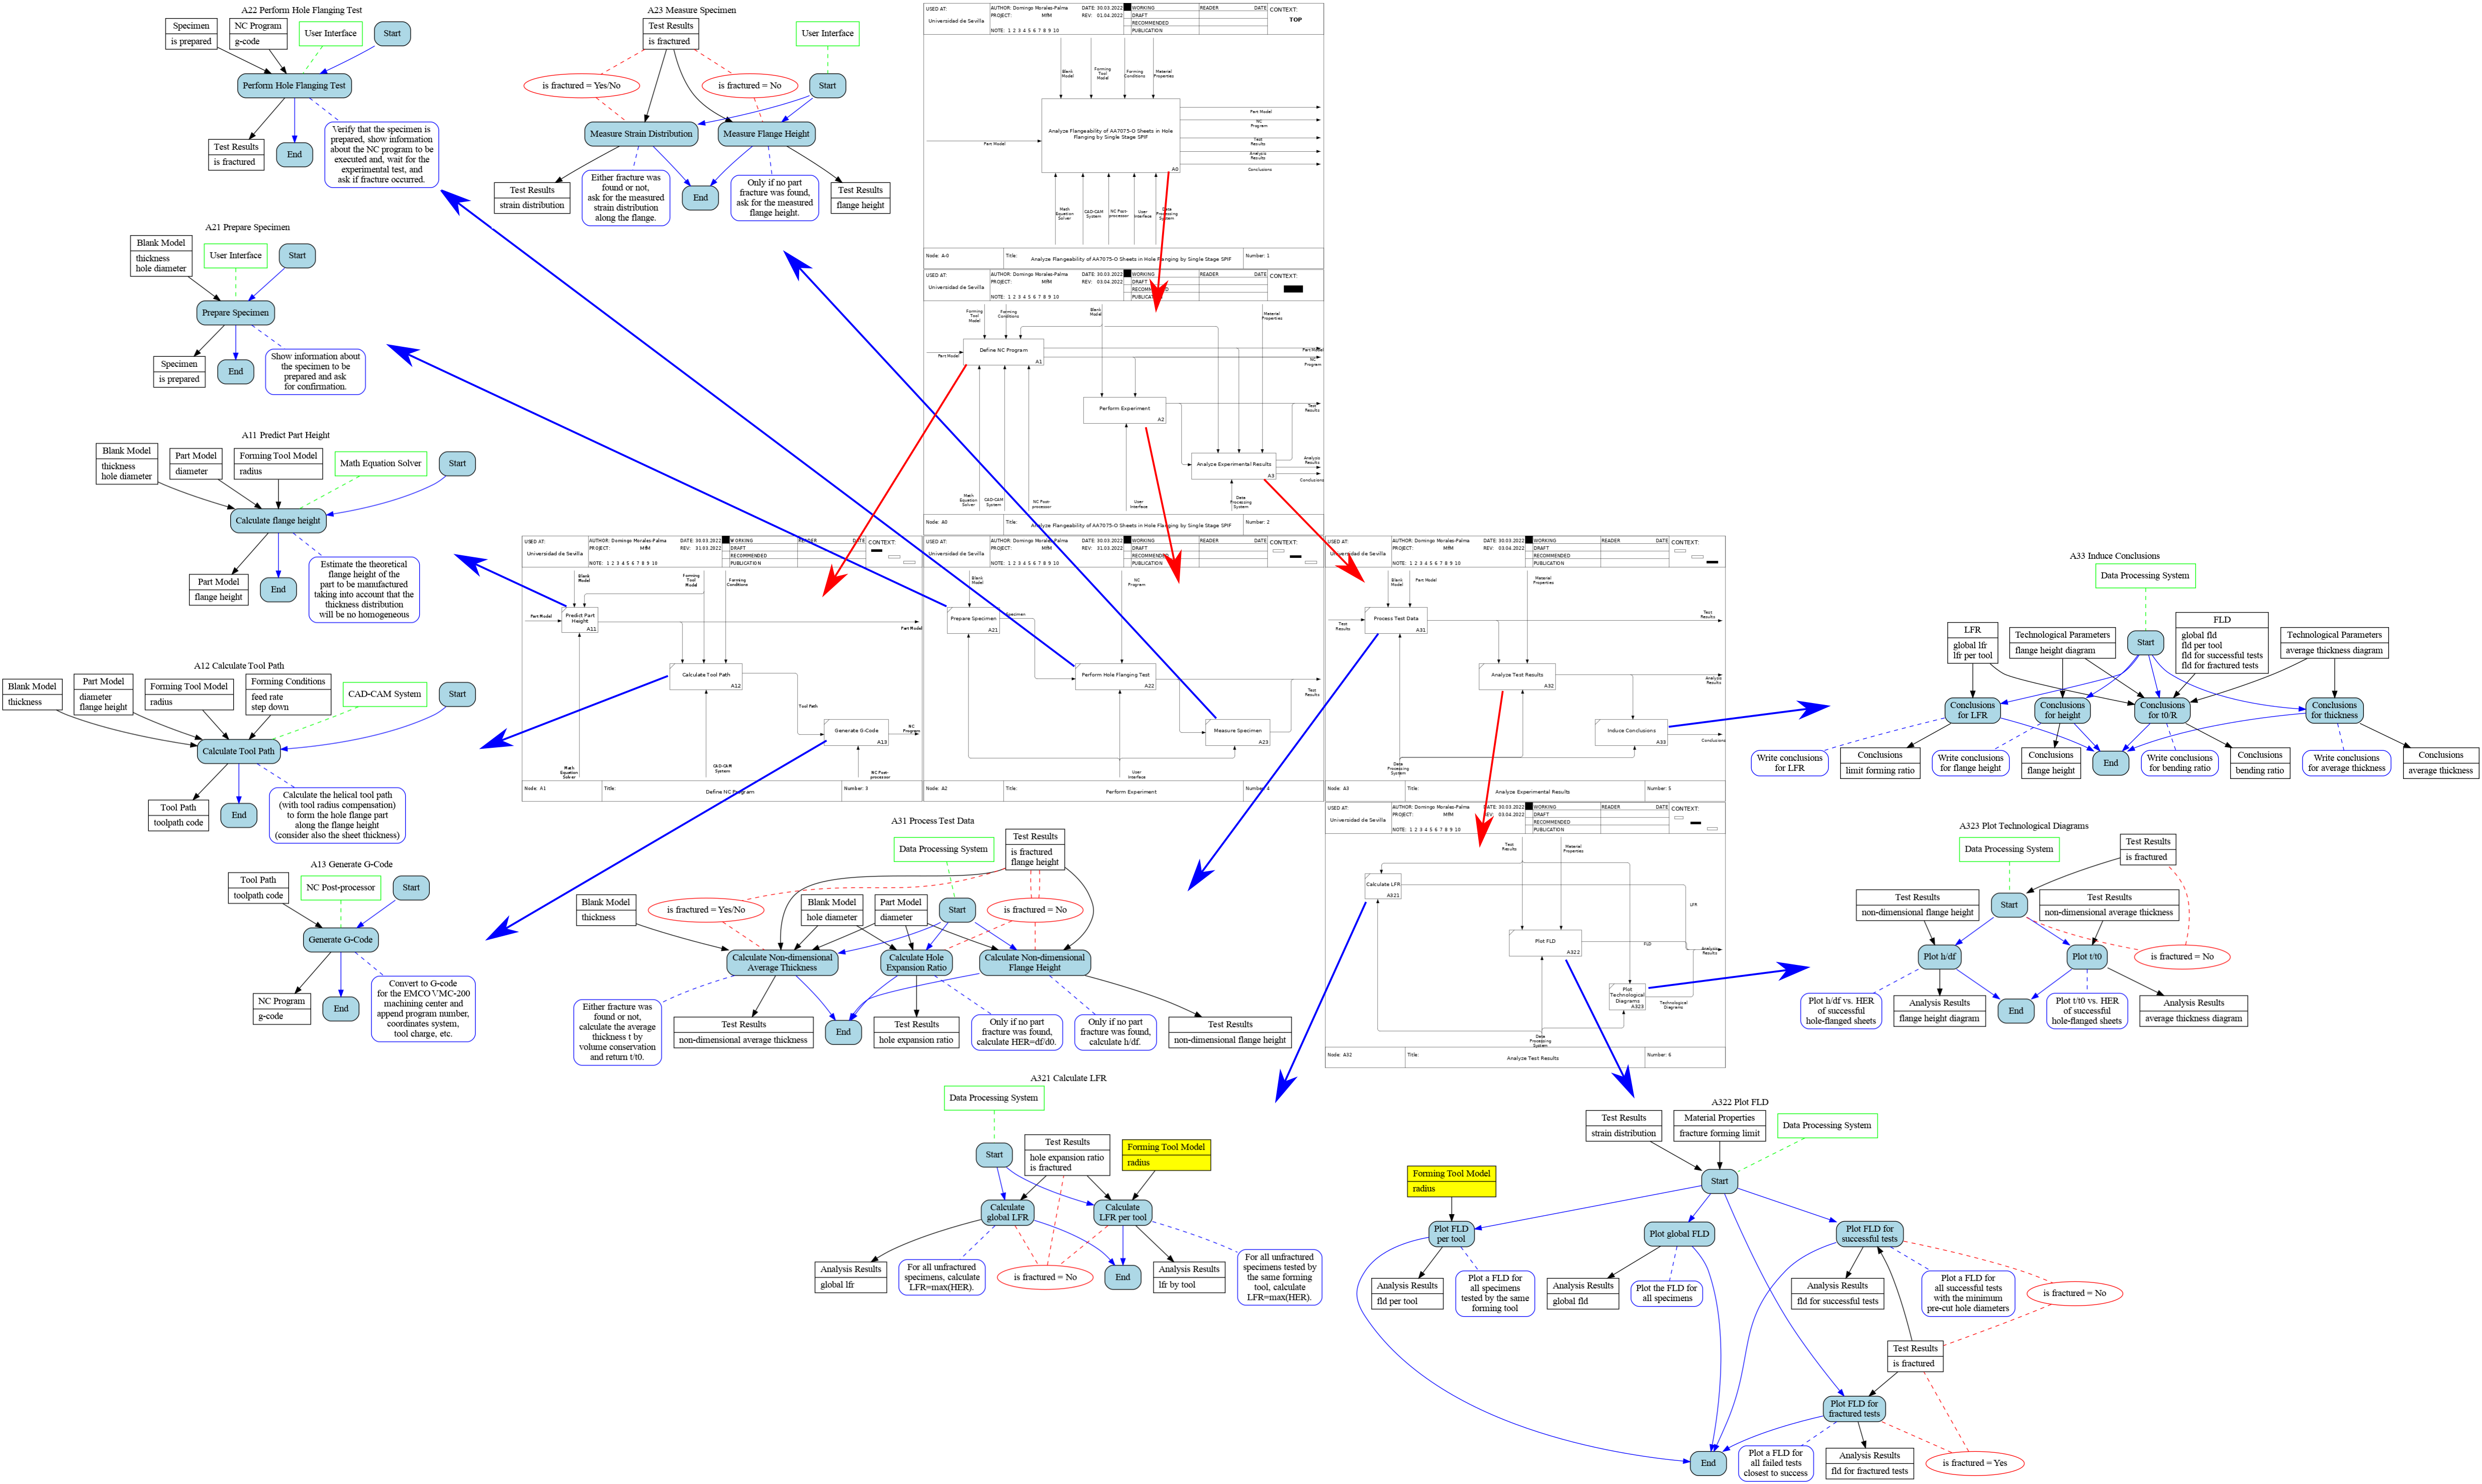 A22 Perform Hole Flanging Test
Specimen
is prepared
NC Program
g-code
User Interface
Start
Perform Hole Flanging Test
Test Results
is fractured
End
Verify that the specimen is
prepared, show information
about the NC program to be
executed and, wait for the
experimental test, and
ask if fracture occurred.
A23 Measure Specimen
Test Results
is fractured
User Interface
is fractured = Yes/No
is fractured = No
Start
Measure Strain Distribution
Measure Flange Height
Test Results
strain distribution
Either fracture was
found or not,
ask for the measured
strain distribution
along the flange.
End
Only if no part
fracture was found,
ask for the measured
flange height.
Test Results
flange height
A21 Prepare Specimen
Blank Model
thickness
hole diameter
User Interface
Start
Prepare Specimen
Specimen
is prepared
End
Show information about
the specimen to be
prepared and ask
for confirmation.
A11 Predict Part Height
Blank Model
thickness
hole diameter
Part Model
diameter
Forming Tool Model
radius
Math Equation Solver
Start
Calculate flange height
Part Model
flange height
End
Estimate the theoretical
flange height of the
part to be manufactured
taking into account that the
thickness distribution
will be no homogeneous
A12 Calculate Tool Path
Blank Model
thickness
Part Model
diameter
flange height
Forming Tool Model
radius
Forming Conditions
feed rate
step down
CAD-CAM System
Start
Calculate Tool Path
Tool Path
toolpath code
End
Calculate the helical tool path
(with tool radius compensation)
to form the hole flange part
along the flange height
(consider also the sheet thickness)
A13 Generate G-Code
Tool Path
toolpath code
NC Post-processor
Start
Generate G-Code
NC Program
g-code
End
Convert to G-code
for the EMCO VMC-200
machining center and
append program number,
coordinates system,
tool charge, etc.
USED AT:
Universidad de Sevilla
AUTHOR: Domingo Morales-Palma
DATE: 30.03.2022
PROJECT: MfM
REV: 01.04.2022
NOTE: 1 2 3 4 5 6 7 8 9 10
WORKING
DRAFT
RECOMMENDED
PUBLICATION
READER DATE
CONTEXT:
TOP
Blank
Model
Forming
Tool
Model
Forming
Conditions
Material
Properties
Part Model
Analyze Flangeability of AA7075-O Sheets in Hole
Flanging by Single Stage SPIF
A0
Part Model
NC
Program
Test
Results
Analysis
Results
Conclusions
Math
Equation
Solver
CAD-CAM
System
NC Post-
processor
User
Interface
Data
Processing
System
Node: A-0
Title:
Analyze Flangeability of AA7075-O Sheets in Hole Flanging by Single Stage SPIF
Number: 1
USED AT:
Universidad de Sevilla
AUTHOR: Domingo Morales-Palma
DATE: 30.03.2022
PROJECT: MfM
REV: 03.04.2022
NOTE: 1 2 3 4 5 6 7 8 9 10
WORKING
DRAFT
RECOMMENDED
PUBLICATION
READER DATE
CONTEXT:
Forming
Tool
Model
Forming
Conditions
Blank
Model
Material
Properties
Part Model
Define NC Program
A1
Part Model
NC
Program
Perform Experiment
A2
Test
Results
Analyze Experimental Results
A3
Analysis
Results
Conclusions
Math
Equation
Solver
CAD-CAM
System
NC Post-
processor
User
Interface
Data
Processing
System
Node: A0
Title:
Analyze Flangeability of AA7075-O Sheets in Hole Flanging by Single Stage SPIF
Number: 2
USED AT:
Universidad de Sevilla
AUTHOR: Domingo Morales-Palma
DATE: 30.03.2022
PROJECT: MfM
REV: 31.03.2022
NOTE: 1 2 3 4 5 6 7 8 9 10
WORKING
DRAFT
RECOMMENDED
PUBLICATION
READER DATE
CONTEXT:
Blank
Model
Forming
Tool
Model
Forming
Conditions
Part Model
Predict Part
Height
A11
Part Model
Calculate Tool Path
A12
Tool Path
Generate G-Code
A13
NC
Program
Math
Equation
Solver
CAD-CAM
System
NC Post-
processor
Node: A1
Title:
Define NC Program
Number: 3
USED AT:
Universidad de Sevilla
AUTHOR: Domingo Morales-Palma
DATE: 30.03.2022
PROJECT: MfM
REV: 31.03.2022
NOTE: 1 2 3 4 5 6 7 8 9 10
WORKING
DRAFT
RECOMMENDED
PUBLICATION
READER DATE
CONTEXT:
Blank
Model
NC
Program
Prepare Specimen
A21
Specimen
Perform Hole Flanging Test
A22
Measure Specimen
A23
Test
Results
User
Interface
Node: A2
Title:
Perform Experiment
Number: 4
USED AT:
Universidad de Sevilla
AUTHOR: Domingo Morales-Palma
DATE: 30.03.2022
PROJECT: MfM
REV: 03.04.2022
NOTE: 1 2 3 4 5 6 7 8 9 10
WORKING
DRAFT
RECOMMENDED
PUBLICATION
READER DATE
CONTEXT:
Blank
Model
Part Model
Material
Properties
Test
Results
Process Test Data
A31
Test
Results
Analyze Test Results
A32
Analysis
Results
Induce Conclusions
A33
Conclusions
Data
Processing
System
Node: A3
Title:
Analyze Experimental Results
Number: 5
USED AT:
Universidad de Sevilla
AUTHOR: Domingo Morales-Palma
DATE: 30.03.2022
PROJECT: MfM
REV: 03.04.2022
NOTE: 1 2 3 4 5 6 7 8 9 10
WORKING
DRAFT
RECOMMENDED
PUBLICATION
READER DATE
CONTEXT:
Test
Results
Material
Properties
Calculate LFR
A321
LFR
Plot FLD
A322
FLD
Analysis
Results
Plot
Technological
Diagrams
A323
Technological
Diagrams
Data
Processing
System
Node: A32
Title:
Analyze Test Results
Number: 6
A31 Process Test Data
Data Processing System
Test Results
is fractured
flange height
Blank Model
thickness
is fractured = Yes/No
Blank Model
hole diameter
Part Model
diameter
Start
is fractured = No
Calculate Non-dimensional
Average Thickness
Calculate Hole
Expansion Ratio
Calculate Non-dimensional
Flange Height
Either fracture was
found or not,
calculate the average
thickness t by
volume conservation
and return t/t0.
Test Results
non-dimensional average thickness
End
Test Results
hole expansion ratio
Only if no part
fracture was found,
calculate HER=df/d0.
Only if no part
fracture was found,
calculate h/df.
Test Results
non-dimensional flange height
A33 Induce Conclusions
Data Processing System
LFR
global lfr
lfr per tool
Technological Parameters
flange height diagram
Start
FLD
global fld
fld per tool
fld for successful tests
fld for fractured tests
Technological Parameters
average thickness diagram
Conclusions
for LFR
Conclusions
for height
Conclusions
for t0/R
Conclusions
for thickness
Write conclusions
for LFR
Conclusions
limit forming ratio
Write conclusions
for flange height
Conclusions
flange height
End
Write conclusions
for bending ratio
Conclusions
bending ratio
Write conclusions
for average thickness
Conclusions
average thickness
A323 Plot Technological Diagrams
Data Processing System
Test Results
is fractured
Test Results
non-dimensional flange height
Start
Test Results
non-dimensional average thickness
Plot h/df
Plot t/t0
is fractured = No
Plot h/df vs. HER
of successful
hole-flanged sheets
Analysis Results
flange height diagram
End
Plot t/t0 vs. HER
of successful
hole-flanged sheets
Analysis Results
average thickness diagram
A321 Calculate LFR
Data Processing System
Start
Test Results
hole expansion ratio
is fractured
Forming Tool Model
radius
Calculate
global LFR
Calculate
LFR per tool
Analysis Results
global lfr
For all unfractured
specimens, calculate
LFR=max(HER).
is fractured = No
End
Analysis Results
lfr by tool
For all unfractured
specimens tested by
the same forming
tool, calculate
LFR=max(HER).
A322 Plot FLD
Test Results
strain distribution
Material Properties
fracture forming limit
Data Processing System
Forming Tool Model
radius
Start
Plot FLD
per tool
Plot global FLD
Plot FLD for
successful tests
Analysis Results
fld per tool
Plot a FLD for
all specimens
tested by the same
forming tool
Analysis Results
global fld
Plot the FLD for
all specimens
Analysis Results
fld for successful tests
Plot a FLD for
all successful tests
with the minimum
pre-cut hole diameters
is fractured = No
Test Results
is fractured
Plot FLD for
fractured tests
End
Plot a FLD for
all failed tests
closest to success
Analysis Results
fld for fractured tests
is fractured = Yes